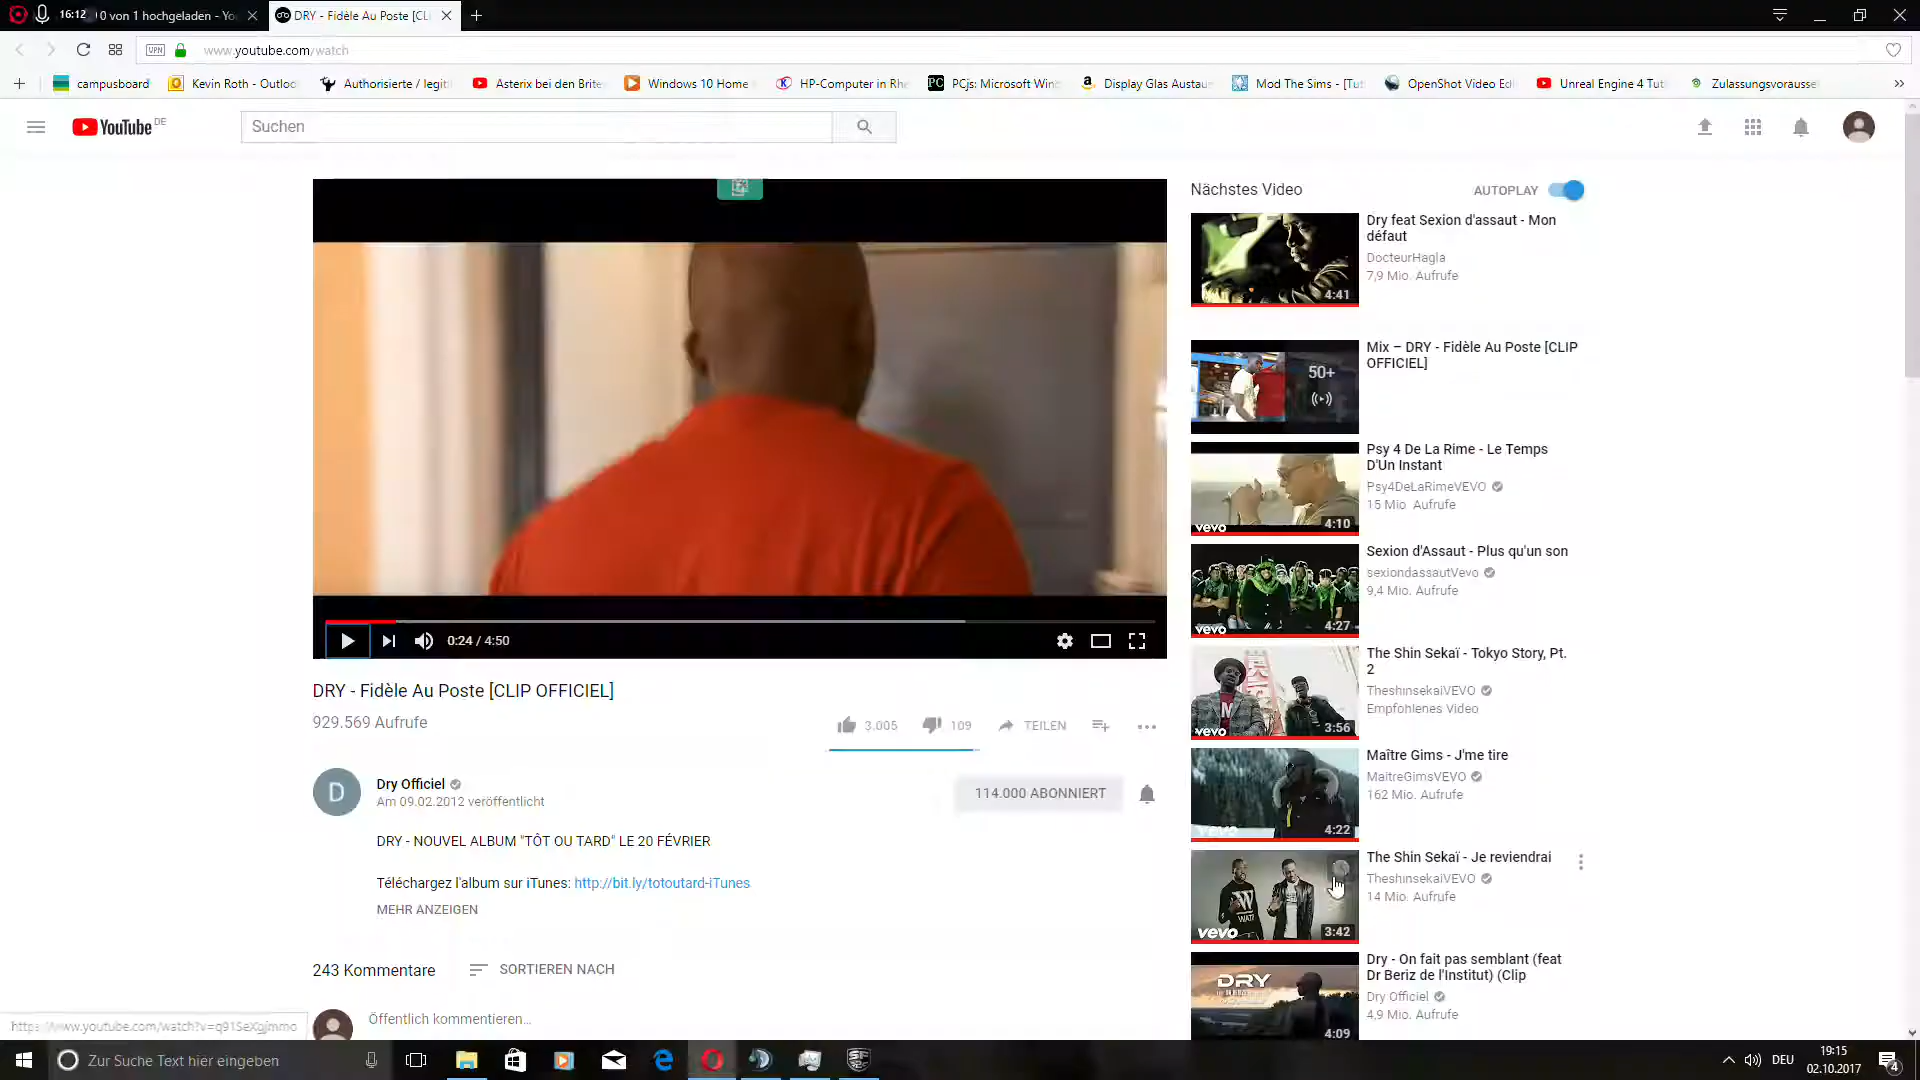 16:12
0 von 1 hochgeladen - Yo
DRY - Fidèle Au Poste [CLI
VPN
www.youtube.com/watch
campusboard
Kevin Roth - Outloo
Authorisierte / legiti
Asterix bei den Brite
Windows 10 Home
HP-Computer in Rhe
PCjs: Microsoft Win
Display Glas Austau
Mod The Sims - [Tut
OpenShot Video Edi
Unreal Engine 4 Tut
Zulassungsvorausse
YouTube DE
Suchen
Nächstes Video
AUTOPLAY
Dry feat Sexion d'assaut - Mon
défaut
DocteurHagla
7,9 Mio. Aufrufe
4:41
Mix – DRY - Fidèle Au Poste [CLIP
OFFICIEL]
50+
Psy 4 De La Rime - Le Temps
D'Un Instant
Psy4DeLaRimeVEVO
15 Mio. Aufrufe
vevo
4:10
Sexion d'Assaut - Plus qu'un son
sexiondassautVevo
9,4 Mio. Aufrufe
vevo
4:27
The Shin Sekaï - Tokyo Story, Pt.
2
TheshinsekaiVEVO
Empfohlenes Video
vevo
3:56
Maître Gims - J'me tire
MaitreGimsVEVO
162 Mio. Aufrufe
vevo
4:22
The Shin Sekaï - Je reviendrai
TheshinsekaiVEVO
14 Mio. Aufrufe
WATI
vevo
3:42
Dry - On fait pas semblant (feat
Dr Beriz de l'Institut) (Clip
Dry Officiel
4,9 Mio. Aufrufe
DRY
4:09
0:24 / 4:50
DRY - Fidèle Au Poste [CLIP OFFICIEL]
929.569 Aufrufe
3.005
109
TEILEN
D
Dry Officiel
Am 09.02.2012 veröffentlicht
114.000 ABONNIERT
DRY - NOUVEL ALBUM "TÔT OU TARD" LE 20 FÉVRIER
Téléchargez l'album sur iTunes: http://bit.ly/totoutard-iTunes
MEHR ANZEIGEN
243 Kommentare
SORTIEREN NACH
Öffentlich kommentieren...
Zur Suche Text hier eingeben
DEU
19:15
02.10.2017
4